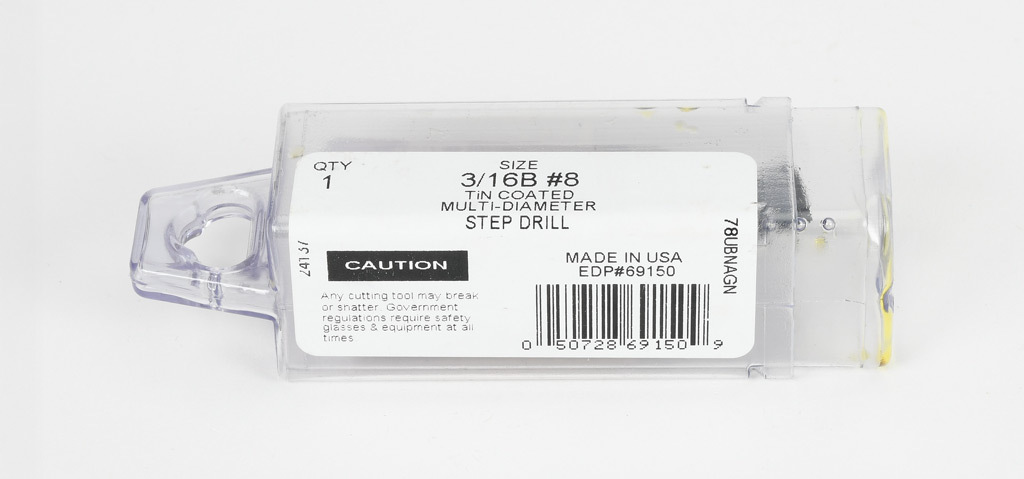 QTY
1
SIZE
3/16B #8
TiN COATED
MULTI-DIAMETER
STEP DRILL
24137
CAUTION
Any cutting tool may break
or shatter. Government
regulations require safety
glasses & equipment at all
times
MADE IN USA
EDP#69150
0 50728 69150 9
78UBNAGN